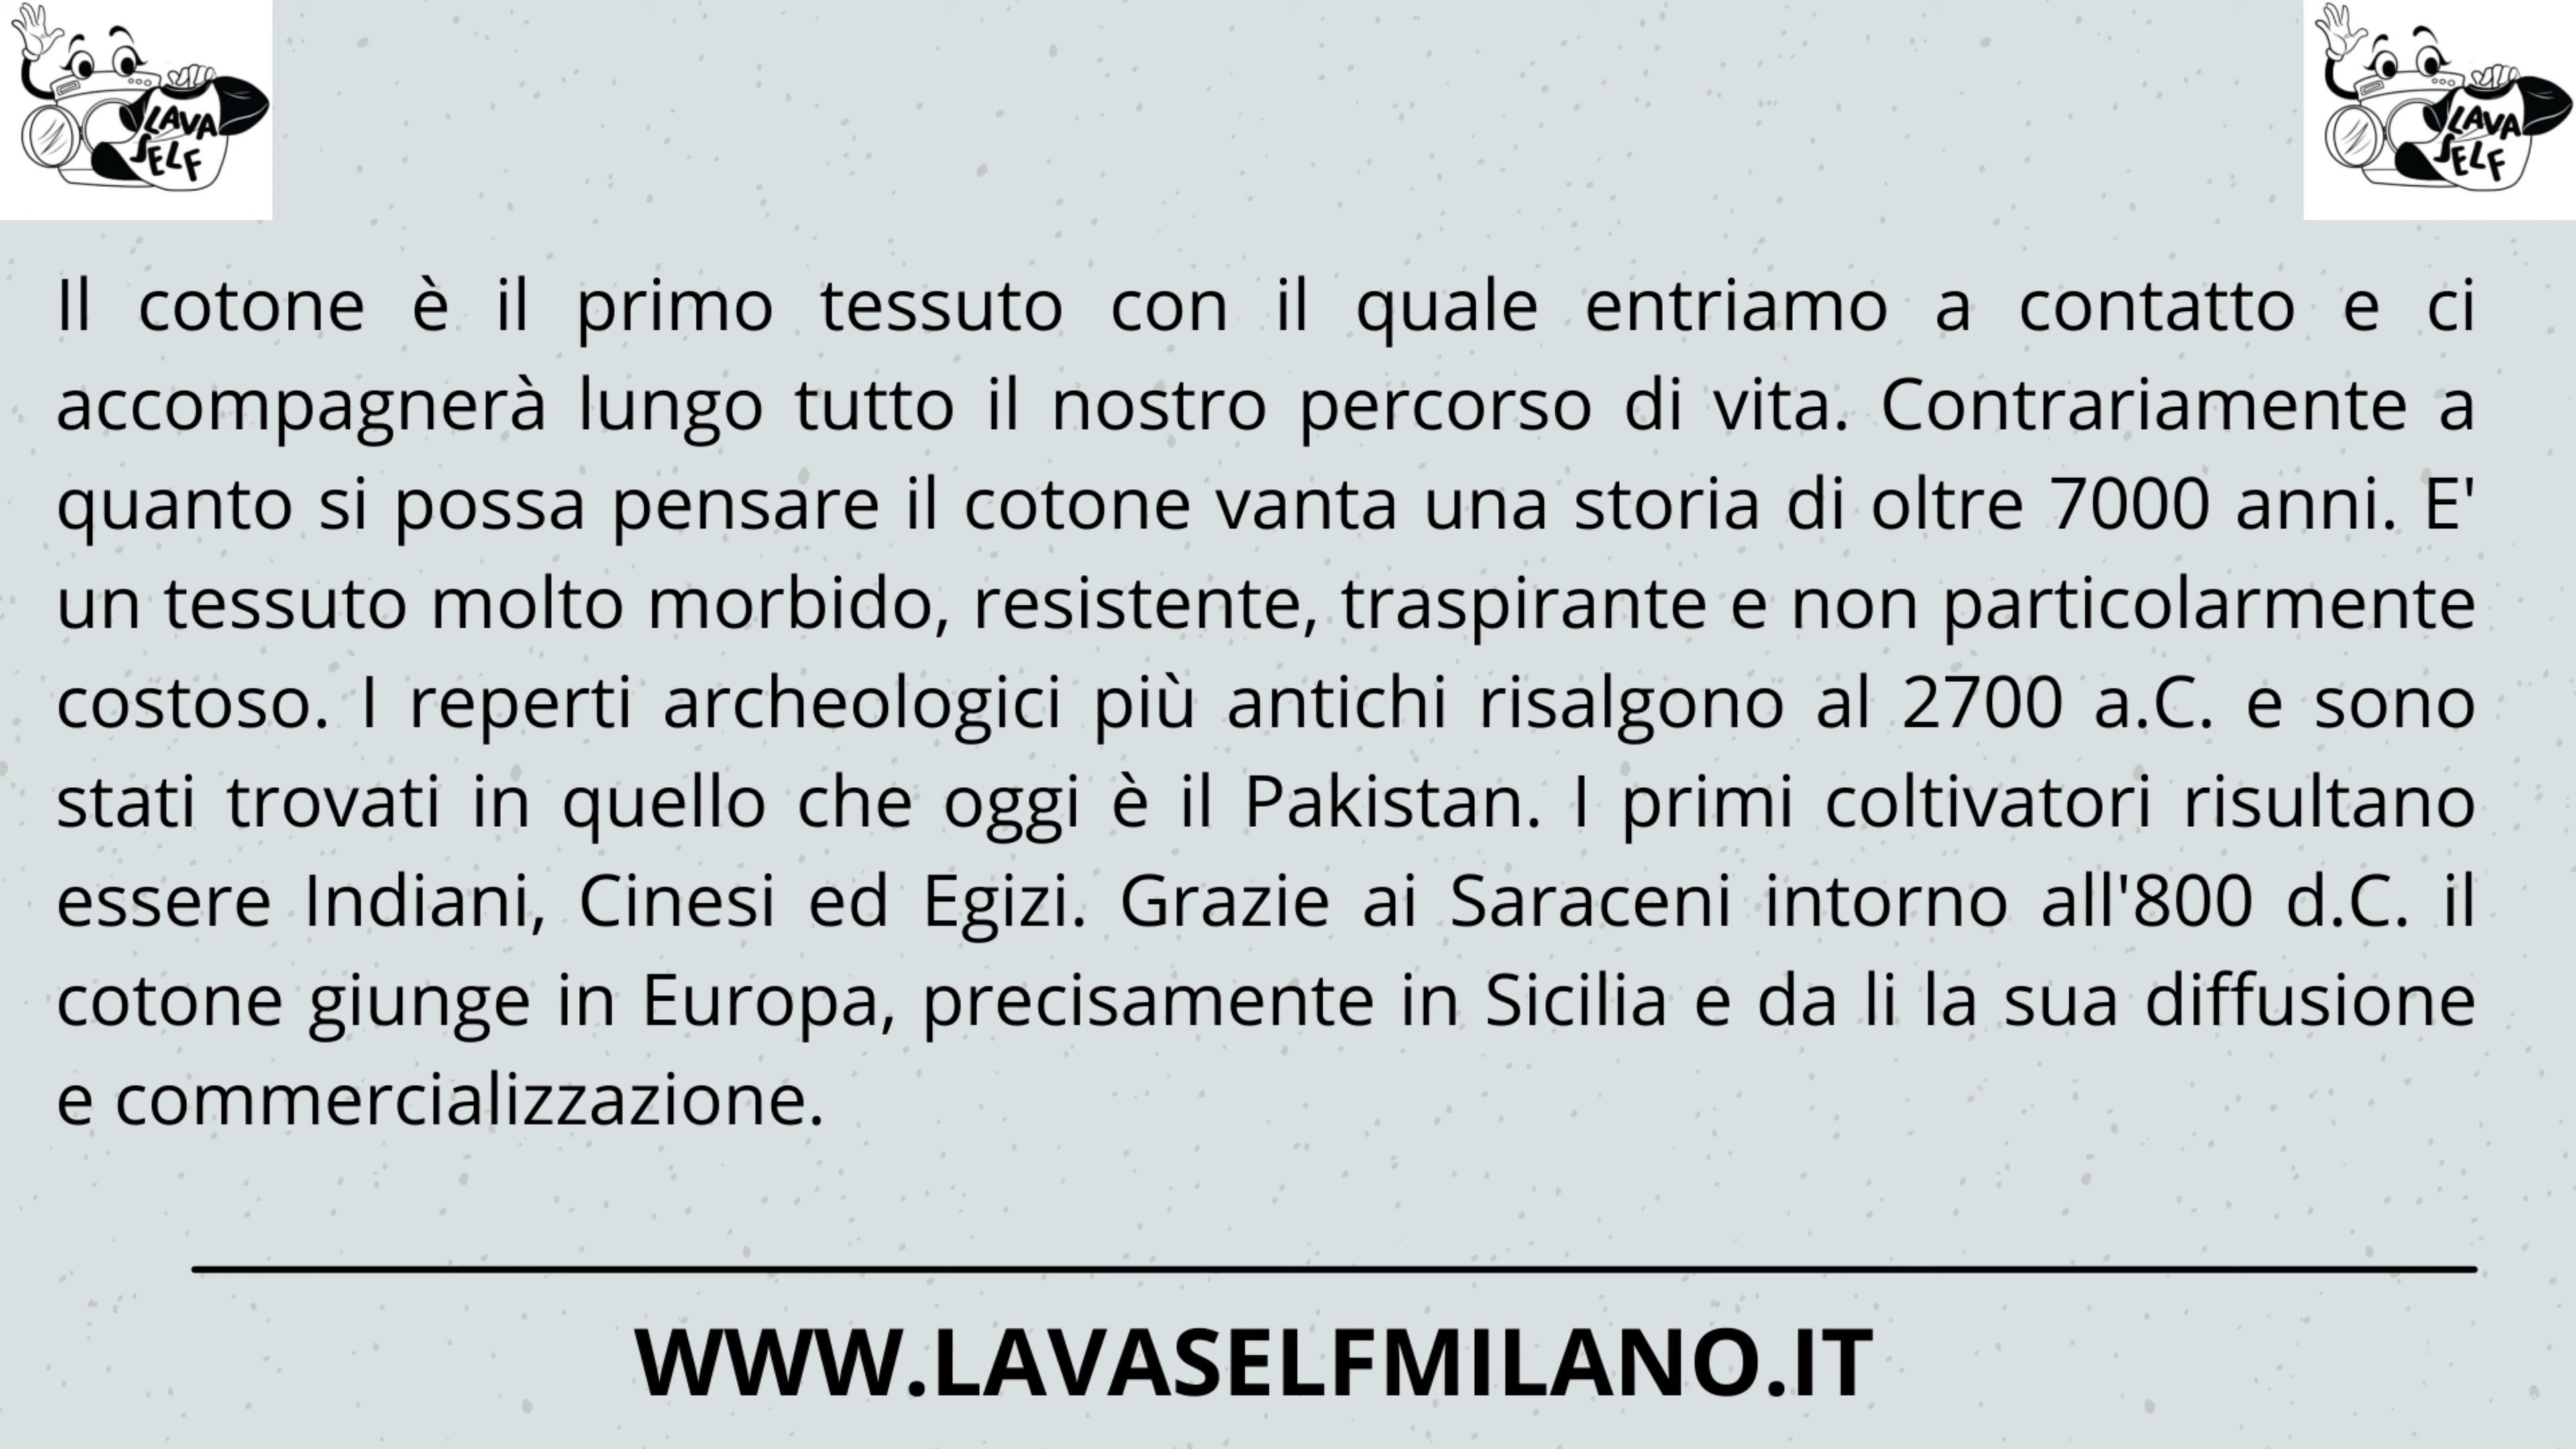 LAVA
SELF
LAVA
SELF
Il cotone è il primo tessuto con il quale entriamo a contatto e ci
accompagnerà lungo tutto il nostro percorso di vita. Contrariamente a
quanto si possa pensare il cotone vanta una storia di oltre 7000 anni. E'
un tessuto molto morbido, resistente, traspirante e non particolarmente
costoso. I reperti archeologici più antichi risalgono al 2700 a.C. e sono
stati trovati in quello che oggi è il Pakistan. I primi coltivatori risultano
essere Indiani, Cinesi ed Egizi. Grazie ai Saraceni intorno all'800 d.C. il
cotone giunge in Europa, precisamente in Sicilia e da li la sua diffusione
e commercializzazione.
WWW.LAVASELFMILANO.IT